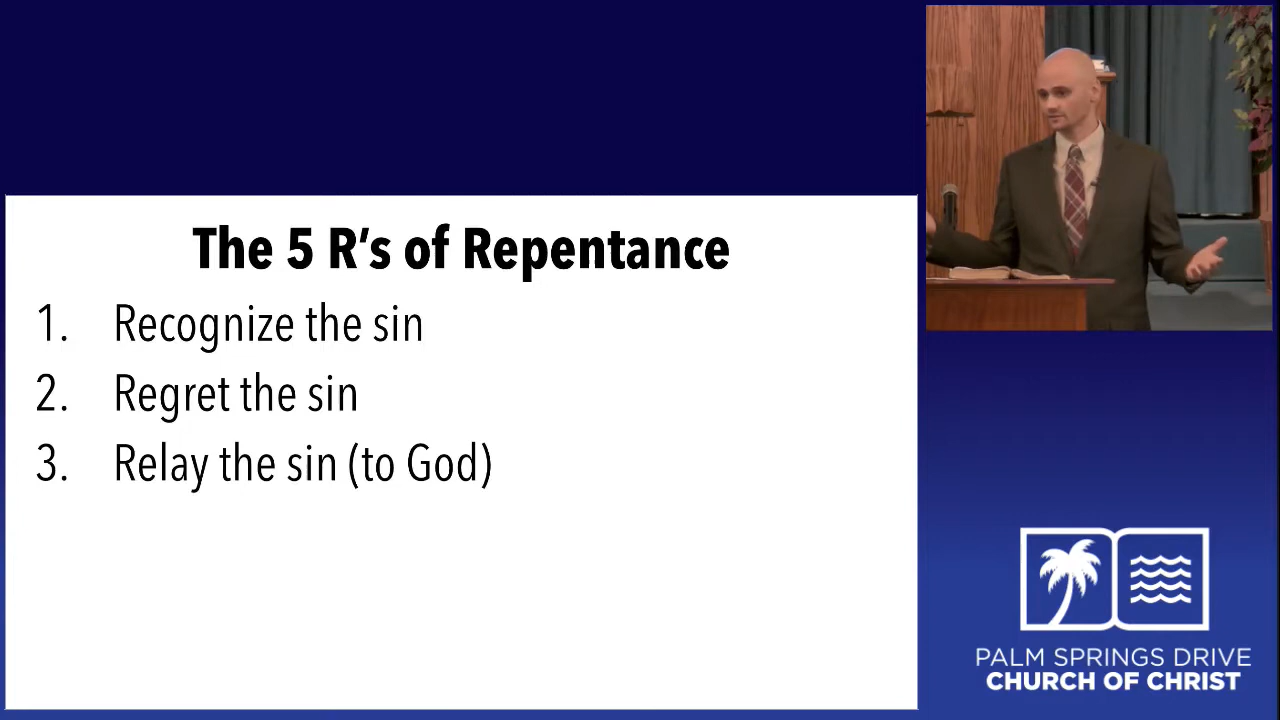 The 5 R’s of Repentance
1. Recognize the sin
2. Regret the sin
3. Relay the sin (to God)
PALM SPRINGS DRIVE
CHURCH OF CHRIST